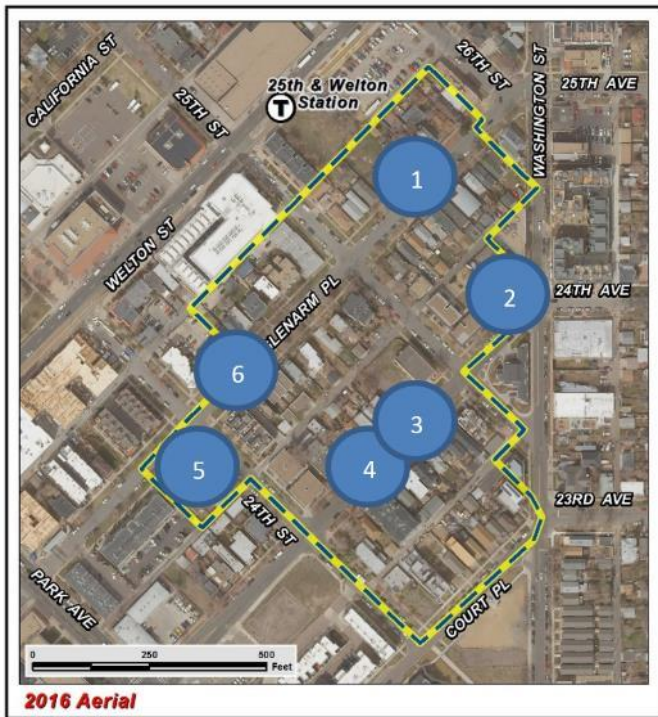 CALIFORNIA ST
25TH ST
25th & Welton
T Station
26TH ST
WASHINGTON ST
25TH AVE
1
WELTON ST
2
24TH AVE
GLENARM PL
6
3
4
5
24TH ST
23RD AVE
PARK AVE
COURT PL
0 250 500
Feet
2016 Aerial